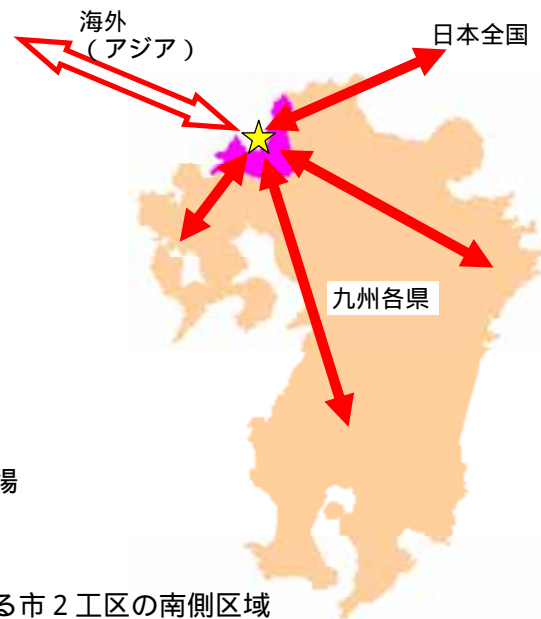 海外
（アジア）
日本全国
九州各県
場
る市２工区の南側区域